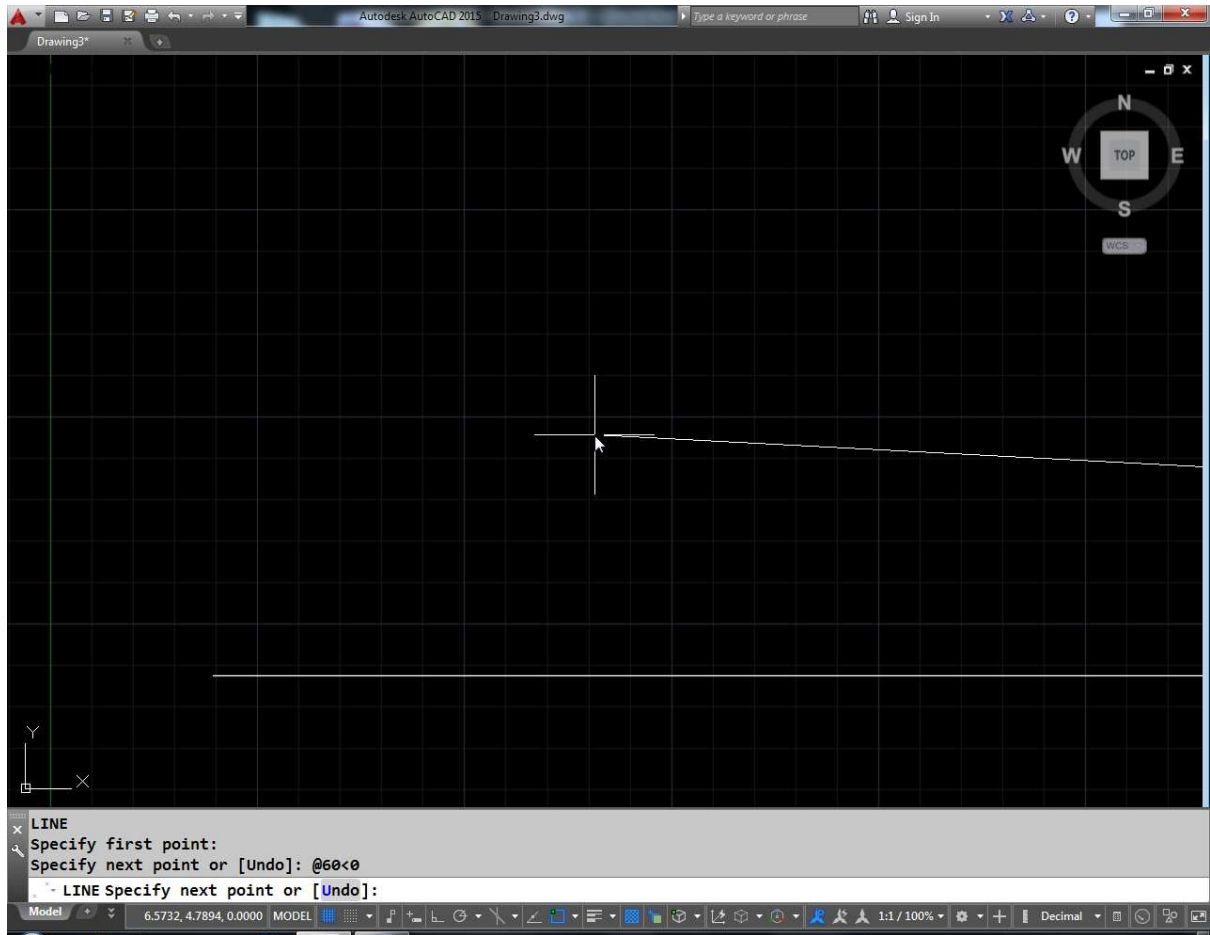 Autodesk AutoCAD 2015 Drawing3.dwg Type a keyword or phrase Sign In
Drawing3*
N
W TOP E
S
WCS
Y
X
LINE
Specify first point:
Specify next point or [Undo]: @60<0
LINE Specify next point or [Undo]:
Model 6.5732, 4.7894, 0.0000 MODEL 1:1 / 100% Decimal